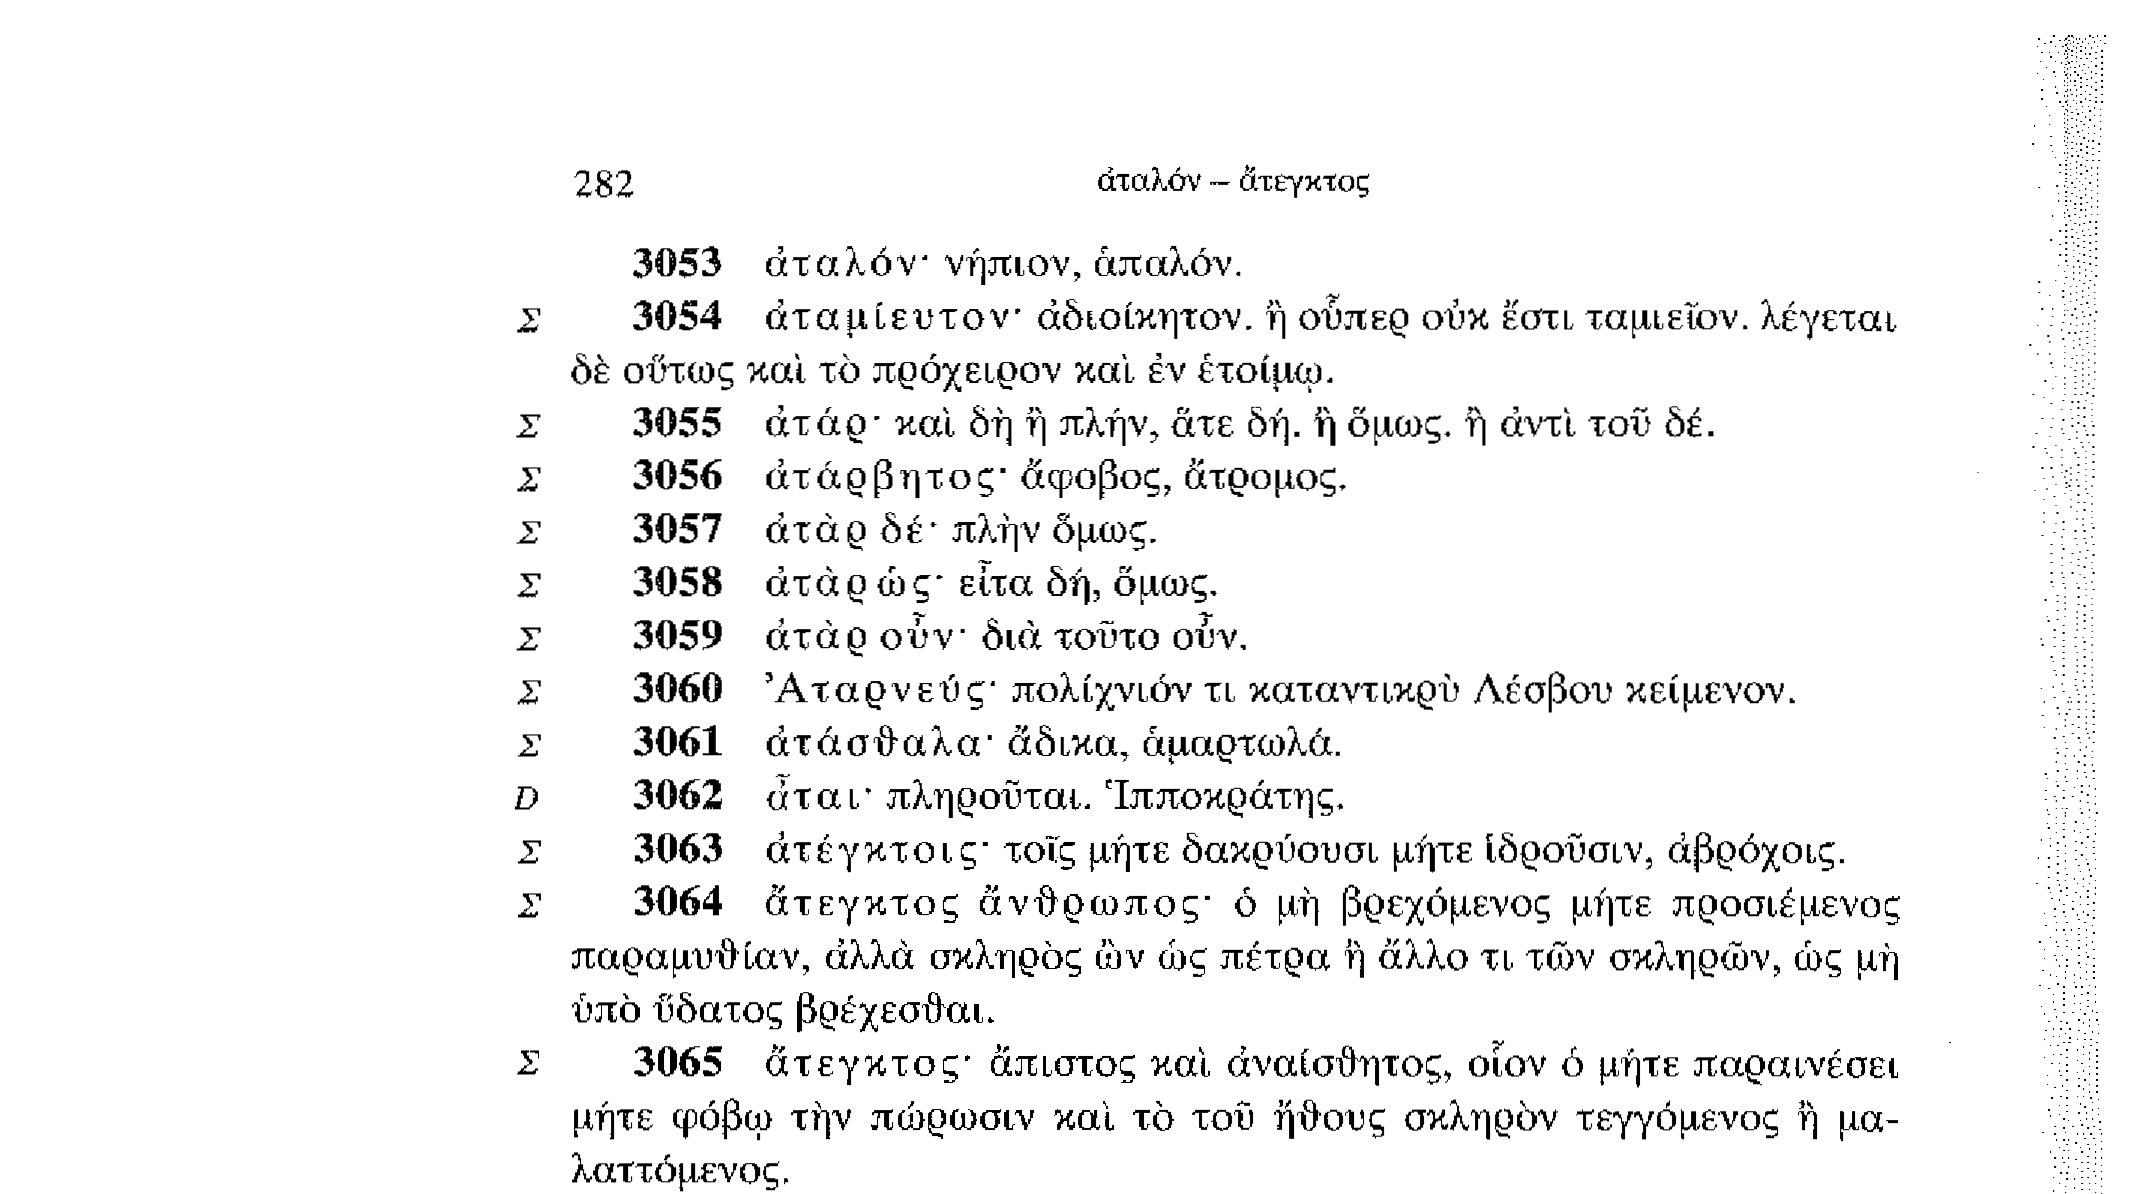 282 ἀταλόν – ἄτεγκτος
3053 ἀταλόν· νήπιον, ἁπαλόν.
Σ 3054 ἀταμίευτον· ἀδιοίκητον. ἢ οὗπερ οὐκ ἔστι ταμιεῖον. λέγεται
δὲ οὕτως καὶ τὸ πρόχειρον καὶ ἐν ἑτοίμῳ.
Σ 3055 ἀτάρ· καὶ δὴ ἢ πλήν, ἅτε δή. ἢ ὅμως. ἢ ἀντὶ τοῦ δέ.
Σ 3056 ἀτάρβητος· ἄφοβος, ἄτρομος.
Σ 3057 ἀτὰρ δέ· πλὴν ὅμως.
Σ 3058 ἀτὰρ ὡς· εἶτα δή, ὅμως.
Σ 3059 ἀτὰρ οὖν· διὰ τοῦτο οὖν.
Σ 3060 Ἀταρνεύς· πολίχνιόν τι καταντικρὺ Λέσβου κείμενον.
Σ 3061 ἀτάσθαλα· ἄδικα, ἁμαρτωλά.
D 3062 ἆται· πληροῦται. Ἱπποκράτης.
Σ 3063 ἀτέγκτοις· τοῖς μήτε δακρύουσι μήτε ἱδροῦσιν, ἀβρόχοις.
Σ 3064 ἄτεγκτος ἄνθρωπος· ὁ μὴ βρεχόμενος μήτε προσιέμενος
παραμυθίαν, ἀλλὰ σκληρὸς ὢν ὡς πέτρα ἢ ἄλλο τι τῶν σκληρῶν, ὡς μὴ
ὑπὸ ὕδατος βρέχεσθαι.
Σ 3065 ἄτεγκτος· ἄπιστος καὶ ἀναίσθητος, οἷον ὁ μήτε παραινέσει
μήτε φόβῳ τὴν πώρωσιν καὶ τὸ τοῦ ἤθους σκληρὸν τεγγόμενος ἢ μα-
λαττόμενος.